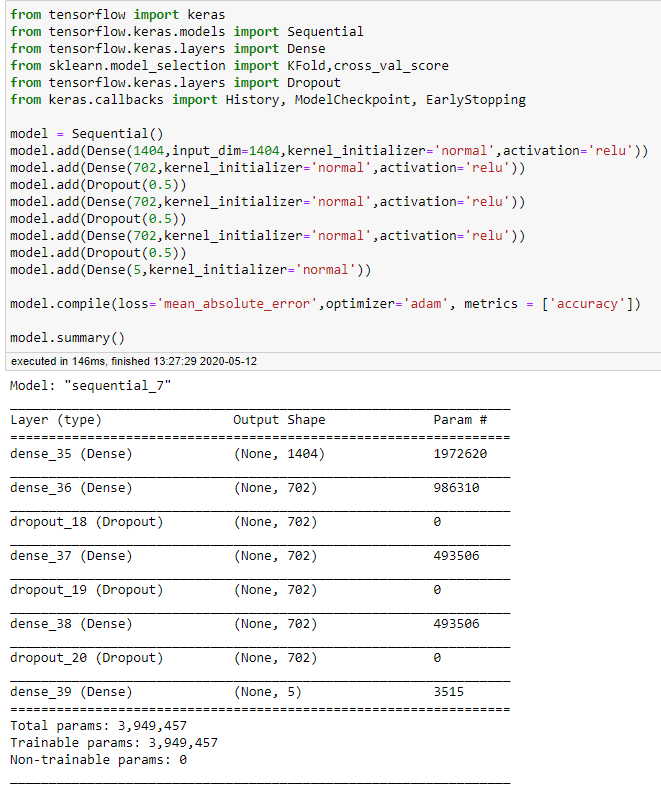 from tensorflow import keras
from tensorflow.keras.models import Sequential
from tensorflow.keras.layers import Dense
from sklearn.model_selection import KFold,cross_val_score
from tensorflow.keras.layers import Dropout
from keras.callbacks import History, ModelCheckpoint, EarlyStopping
model = Sequential()
model.add(Dense(1404,input_dim=1404,kernel_initializer='normal',activation='relu'))
model.add(Dense(702,kernel_initializer='normal',activation='relu'))
model.add(Dropout(0.5))
model.add(Dense(702,kernel_initializer='normal',activation='relu'))
model.add(Dropout(0.5))
model.add(Dense(702,kernel_initializer='normal',activation='relu'))
model.add(Dropout(0.5))
model.add(Dense(5,kernel_initializer='normal'))
model.compile(loss='mean_absolute_error',optimizer='adam', metrics = ['accuracy'])
model.summary()
executed in 146ms, finished 13:27:29 2020-05-12
Model: "sequential_7"
_________________________________________________________________
Layer (type)                 Output Shape              Param #
=================================================================
dense_35 (Dense)             (None, 1404)              1972620
_________________________________________________________________
dense_36 (Dense)             (None, 702)               986310
_________________________________________________________________
dropout_18 (Dropout)         (None, 702)               0
_________________________________________________________________
dense_37 (Dense)             (None, 702)               493506
_________________________________________________________________
dropout_19 (Dropout)         (None, 702)               0
_________________________________________________________________
dense_38 (Dense)             (None, 702)               493506
_________________________________________________________________
dropout_20 (Dropout)         (None, 702)               0
_________________________________________________________________
dense_39 (Dense)             (None, 5)                 3515
=================================================================
Total params: 3,949,457
Trainable params: 3,949,457
Non-trainable params: 0
_________________________________________________________________